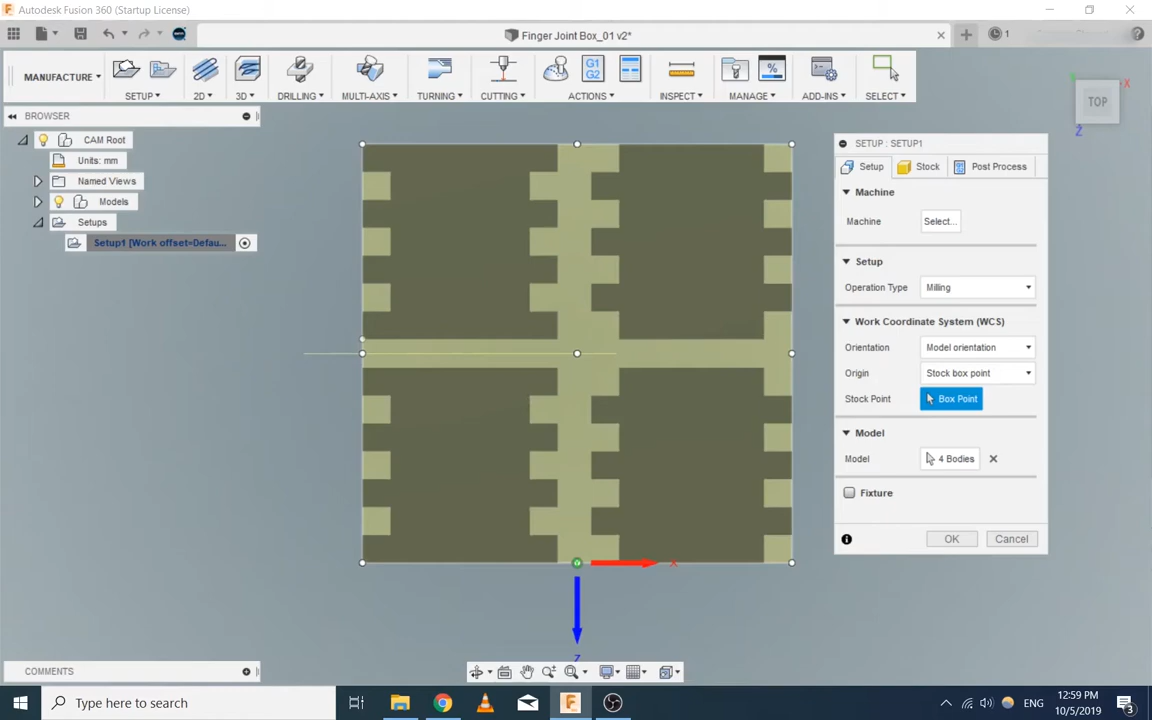 Autodesk Fusion 360 (Startup License)
Finger Joint Box_01 v2*
1
MANUFACTURE
SETUP
2D
3D
DRILLING
MULTI-AXIS
TURNING
CUTTING
G1
G2
ACTIONS
INSPECT
%
MANAGE
ADD-INS
SELECT
BROWSER
CAM Root
Units: mm
Named Views
Models
Setups
Setup1 [Work offset=Defau...
X
TOP
Z
SETUP : SETUP1
Setup
Stock
Post Process
Machine
Machine
Select...
Setup
Operation Type
Milling
Work Coordinate System (WCS)
Orientation
Model orientation
Origin
Stock box point
Stock Point
Box Point
Model
Model
4 Bodies
Fixture
OK
Cancel
X
Z
COMMENTS
Type here to search
ENG
12:59 PM
10/5/2019
3